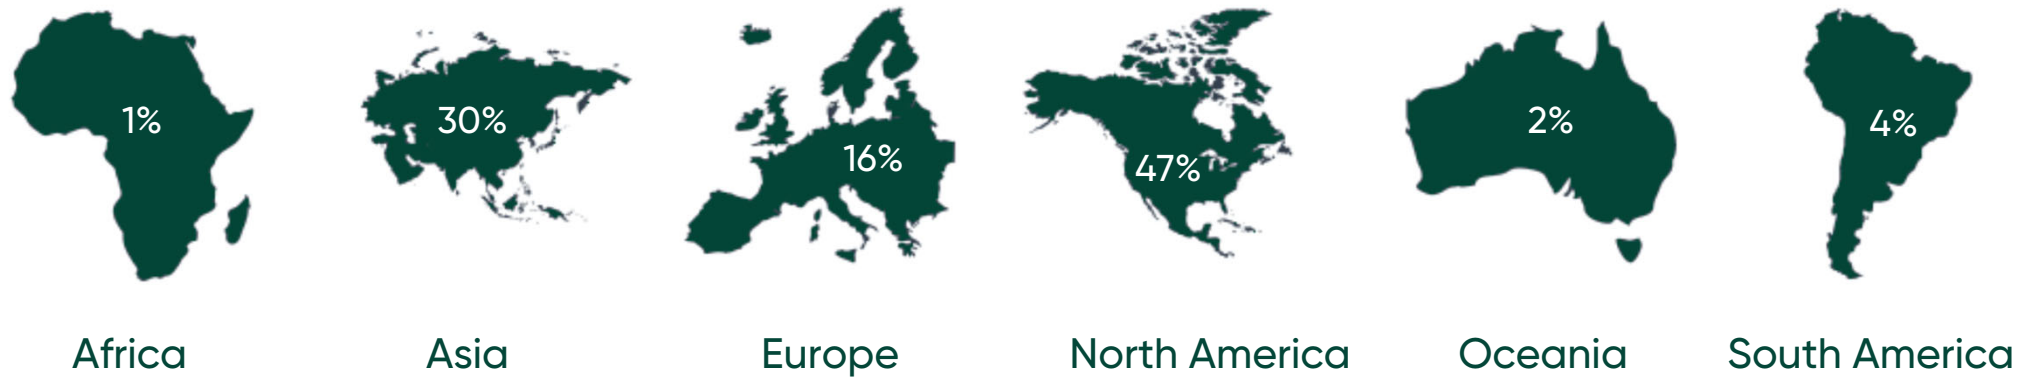 1%
30%
16%
47%
2%
4%
Africa
Asia
Europe
North America
Oceania
South America